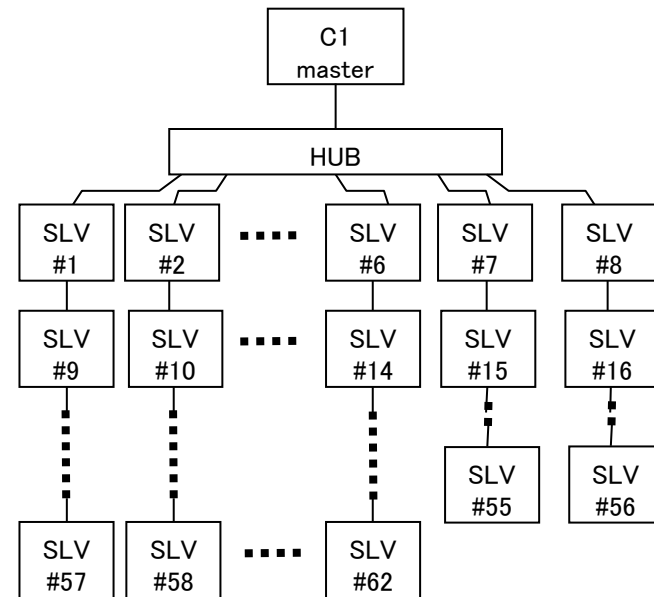 C1
master
HUB
SLV
#1
SLV
#2
SLV
#6
SLV
#7
SLV
#8
SLV
#9
SLV
#10
SLV
#14
SLV
#15
SLV
#16
SLV
#55
SLV
#56
SLV
#57
SLV
#58
SLV
#62